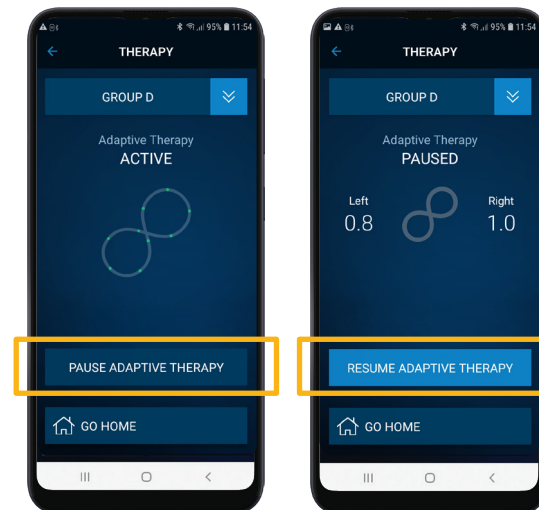 95% 11:54
THERAPY
GROUP D
Adaptive Therapy
ACTIVE
PAUSE ADAPTIVE THERAPY
GO HOME
95% 11:54
THERAPY
GROUP D
Adaptive Therapy
PAUSED
Left
0.8
Right
1.0
RESUME ADAPTIVE THERAPY
GO HOME